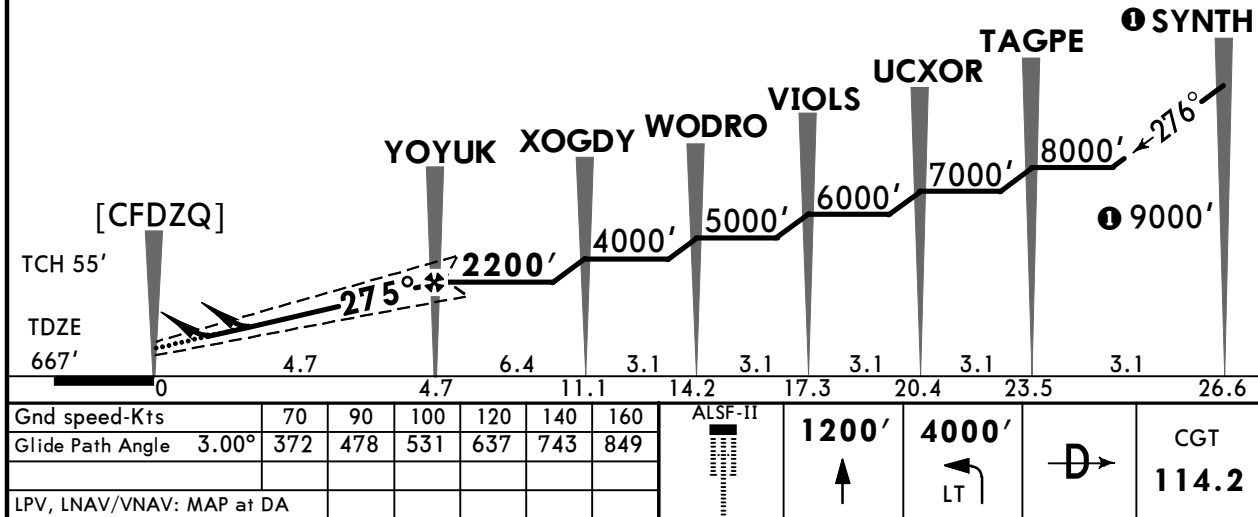 ❶ SYNTH
TAGPE
UCXOR
VIOLS
WODRO
XOGDY
YOYUK
[CFDZQ]
←276°
8000'
7000'
6000'
❶ 9000'
5000'
4000'
2200'
275°
TCH 55'
TDZE
667'
4.7 6.4 3.1 3.1 3.1 3.1 3.1
0 4.7 11.1 14.2 17.3 20.4 23.5 26.6
Gnd speed-Kts 70 90 100 120 140 160
Glide Path Angle 3.00° 372 478 531 637 743 849
LPV, LNAV/VNAV: MAP at DA
ALSF-II
1200'
4000'
LT
D
CGT
114.2